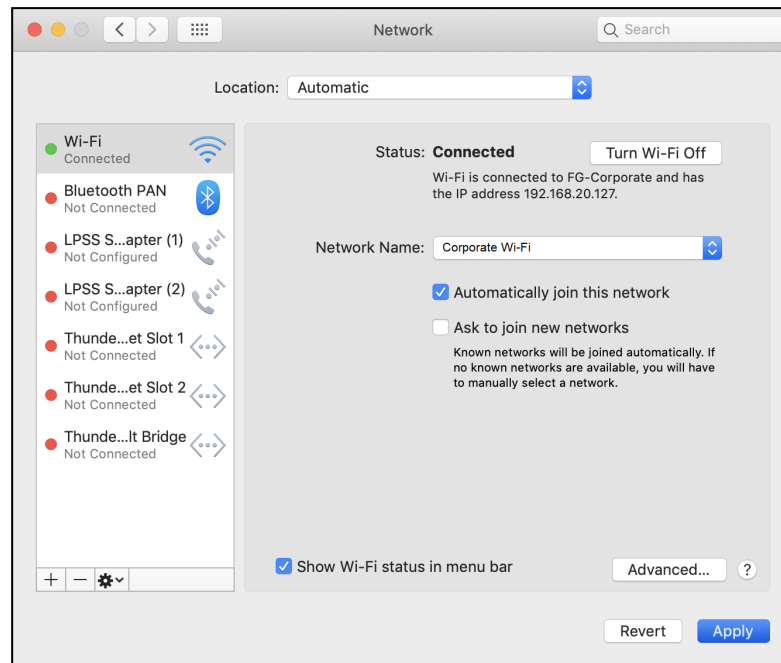 Network
Search
Location: Automatic
Wi-Fi
Connected
Bluetooth PAN
Not Connected
LPSS S...apter (1)
Not Configured
LPSS S...apter (2)
Not Configured
Thunde...et Slot 1
Not Connected
Thunde...et Slot 2
Not Connected
Thunde...lt Bridge
Not Connected
Status: Connected
Turn Wi-Fi Off
Wi-Fi is connected to FG-Corporate and has
the IP address 192.168.20.127.
Network Name: Corporate Wi-Fi
Automatically join this network
Ask to join new networks
Known networks will be joined automatically. If
no known networks are available, you will have
to manually select a network.
Show Wi-Fi status in menu bar
Advanced...
?
Revert
Apply